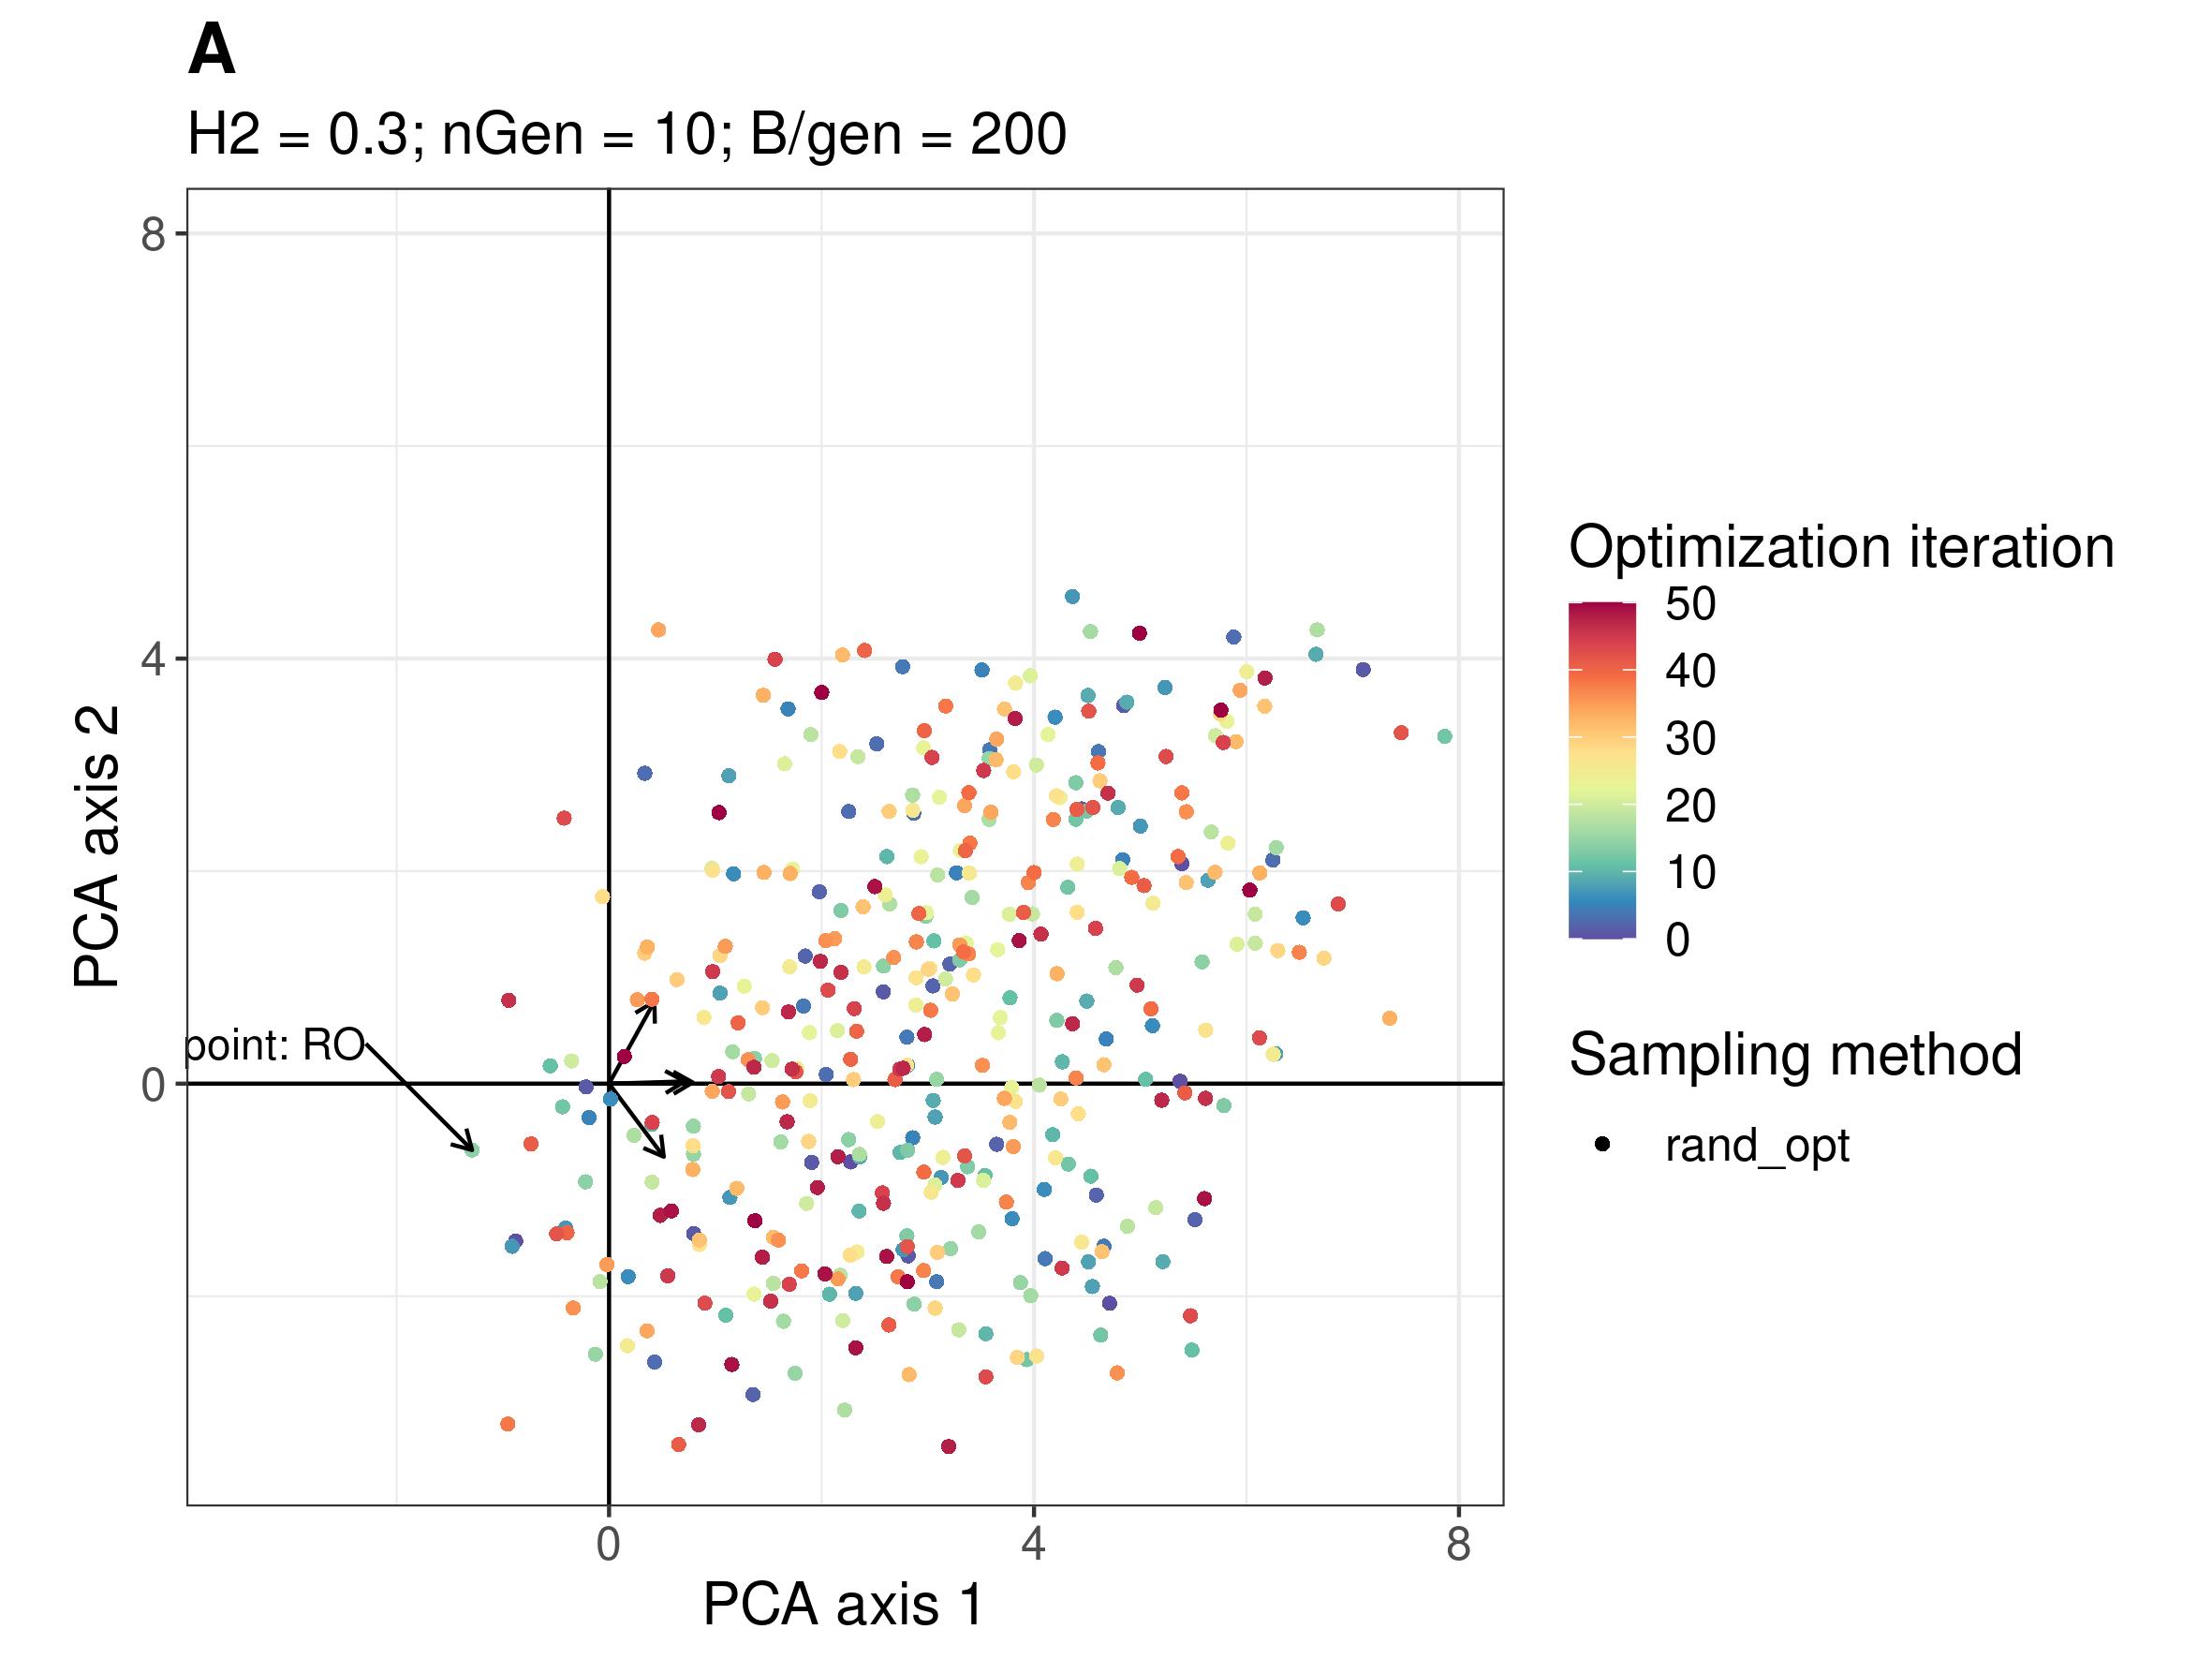 A
H2 = 0.3; nGen = 10; B/gen = 200
8
4
0
point: RO
0
4
8
PCA axis 1
PCA axis 2
Optimization iteration
50
40
30
20
10
0
Sampling method
rand_opt